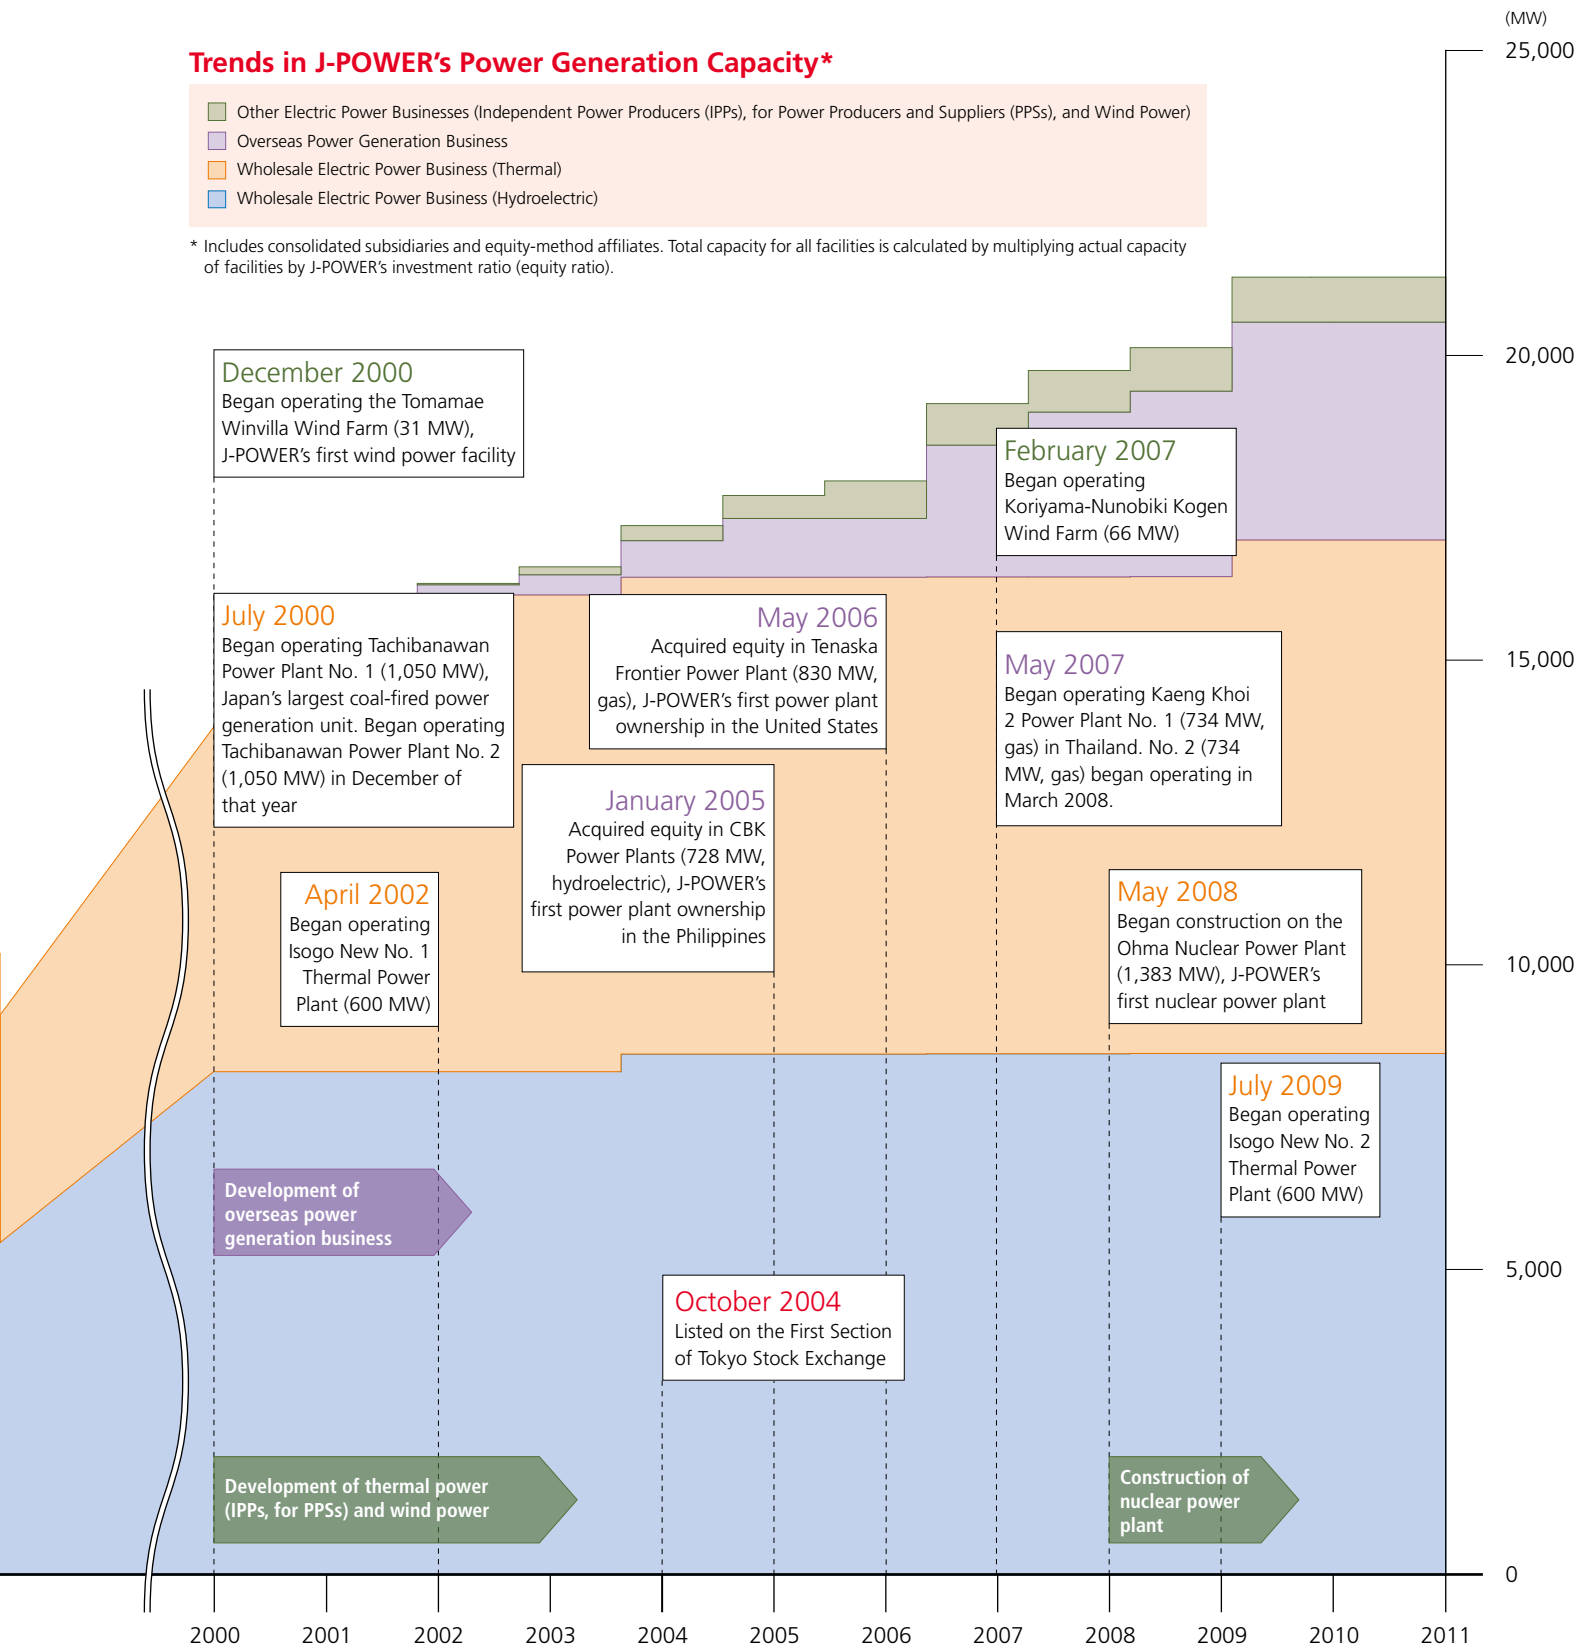 (MW)
25,000
Trends in J-POWER’s Power Generation Capacity*
Other Electric Power Businesses (Independent Power Producers (IPPs), for Power Producers and Suppliers (PPSs), and Wind Power)
Overseas Power Generation Business
Wholesale Electric Power Business (Thermal)
Wholesale Electric Power Business (Hydroelectric)
* Includes consolidated subsidiaries and equity-method affiliates. Total capacity for all facilities is calculated by multiplying actual capacity
of facilities by J-POWER’s investment ratio (equity ratio).
20,000
December 2000
Began operating the Tomamae
Winvilla Wind Farm (31 MW),
J-POWER’s first wind power facility
February 2007
Began operating
Koriyama-Nunobiki Kogen
Wind Farm (66 MW)
July 2000
Began operating Tachibanawan
Power Plant No. 1 (1,050 MW),
Japan’s largest coal-fired power
generation unit. Began operating
Tachibanawan Power Plant No. 2
(1,050 MW) in December of
that year
May 2006
Acquired equity in Tenaska
Frontier Power Plant (830 MW,
gas), J-POWER’s first power plant
ownership in the United States
May 2007
Began operating Kaeng Khoi
2 Power Plant No. 1 (734 MW,
gas) in Thailand. No. 2 (734
MW, gas) began operating in
March 2008.
15,000
January 2005
Acquired equity in CBK
Power Plants (728 MW,
hydroelectric), J-POWER’s
first power plant ownership
in the Philippines
April 2002
Began operating
Isogo New No. 1
Thermal Power
Plant (600 MW)
May 2008
Began construction on the
Ohma Nuclear Power Plant
(1,383 MW), J-POWER’s
first nuclear power plant
10,000
July 2009
Began operating
Isogo New No. 2
Thermal Power
Plant (600 MW)
Development of
overseas power
generation business
5,000
October 2004
Listed on the First Section
of Tokyo Stock Exchange
Development of thermal power
(IPPs, for PPSs) and wind power
Construction of
nuclear power
plant
0
2000 2001 2002 2003 2004 2005 2006 2007 2008 2009 2010 2011